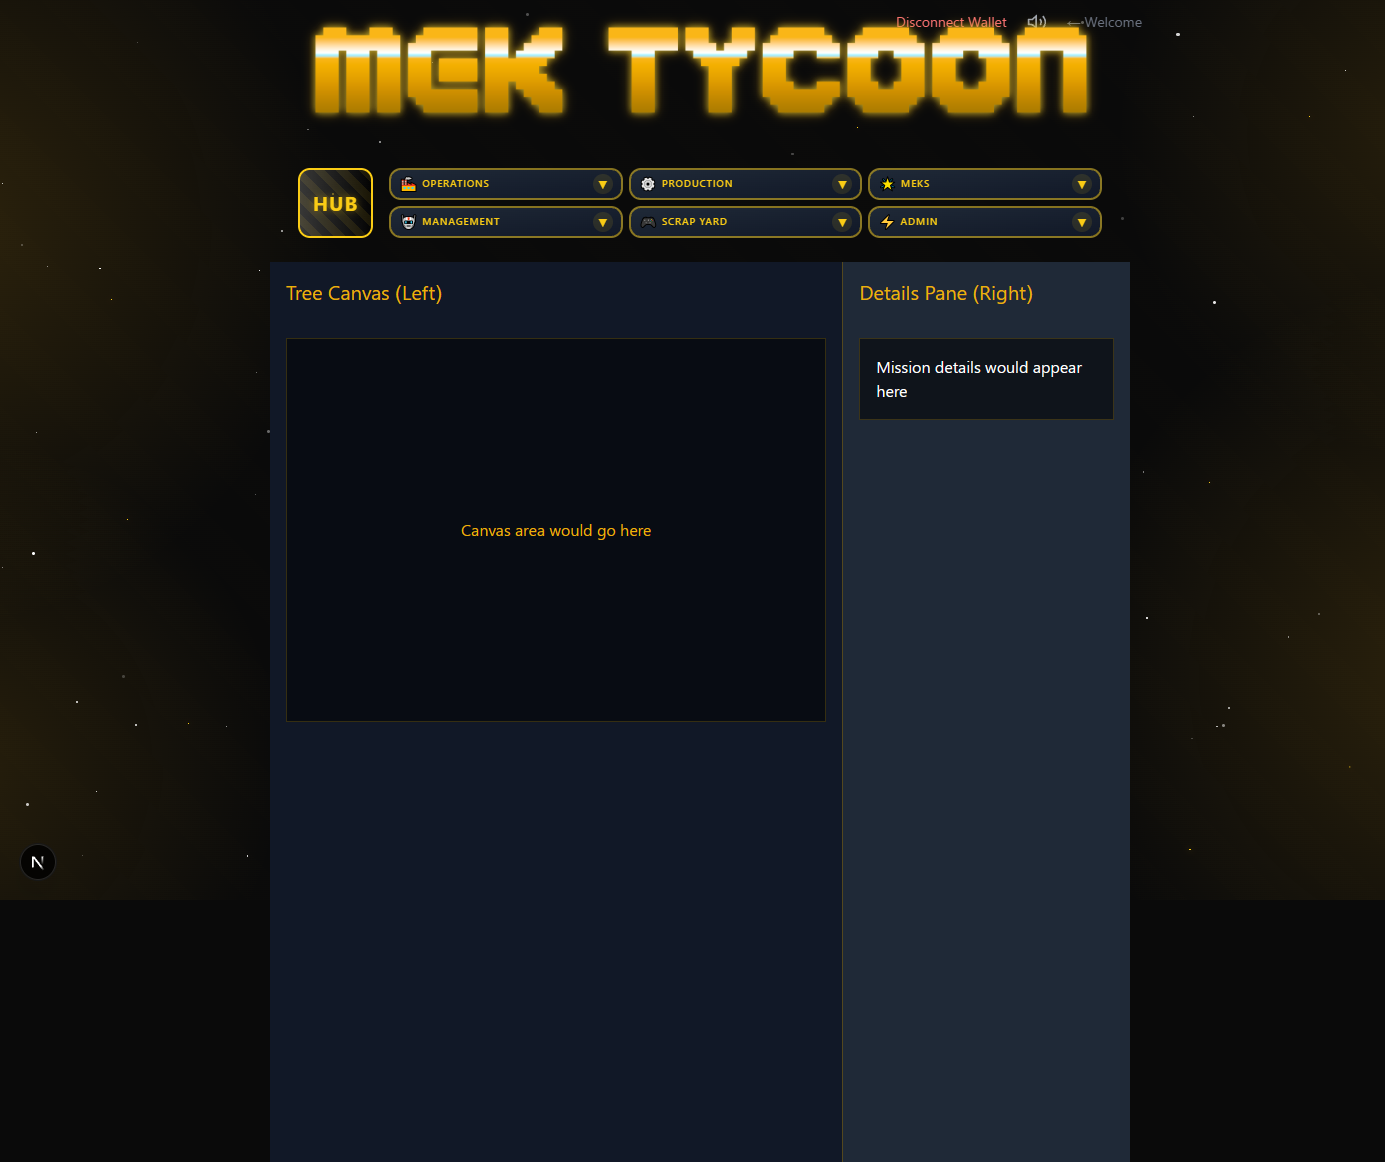 Disconnect Wallet ← Welcome
MEK TYCOON
HUB
OPERATIONS ▼
PRODUCTION ▼
MEKS ▼
MANAGEMENT ▼
SCRAP YARD ▼
ADMIN ▼
Tree Canvas (Left)
Canvas area would go here
Details Pane (Right)
Mission details would appear
here
N